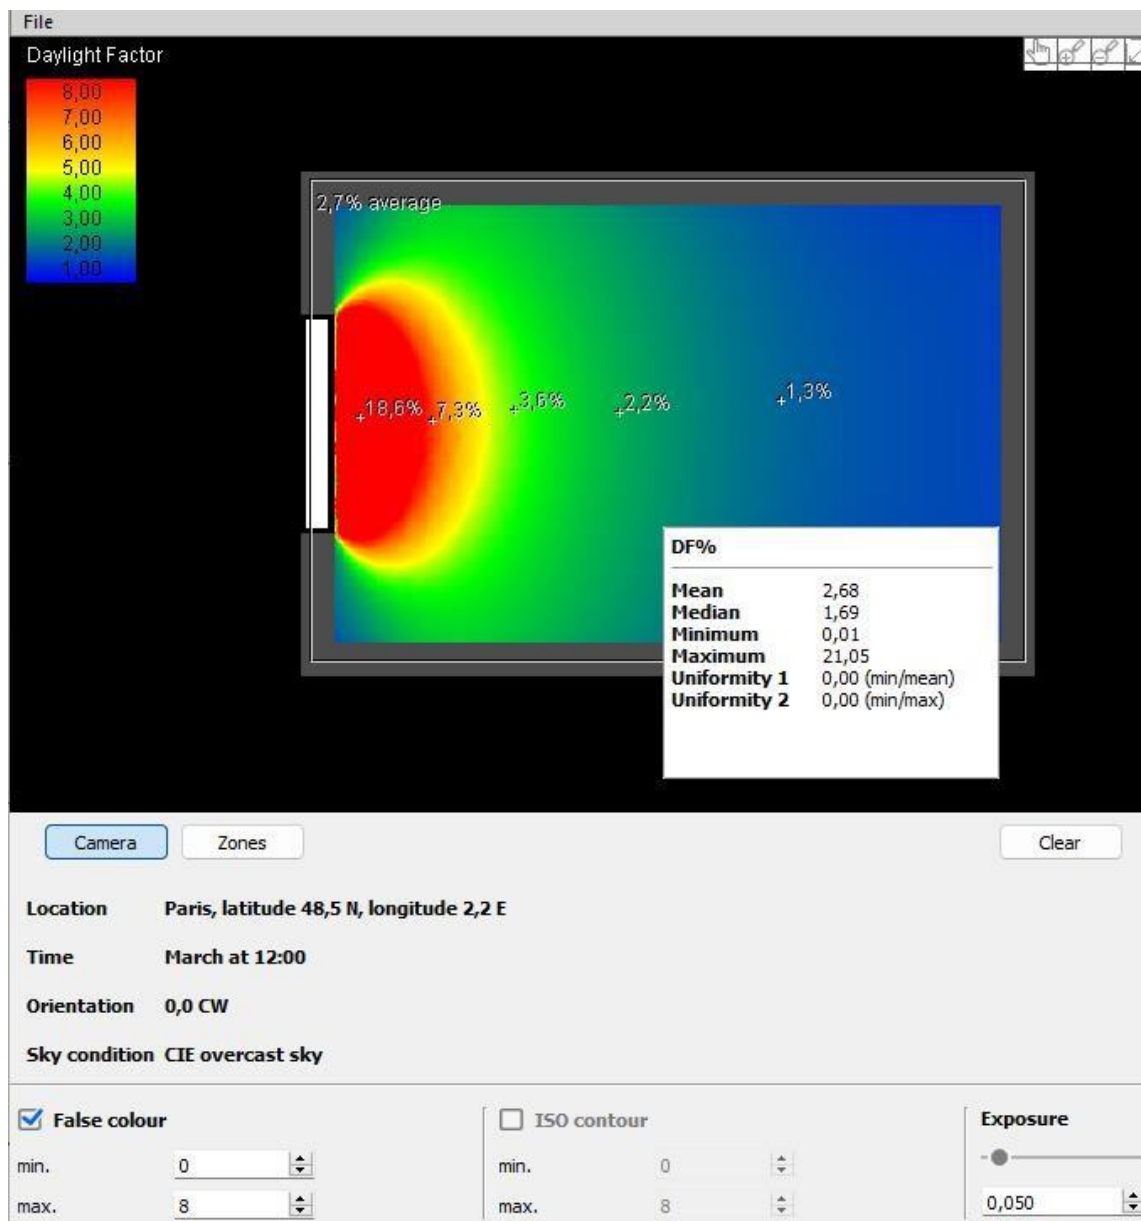 File
Daylight Factor
8,00
7,00
6,00
5,00
4,00
3,00
2,00
1,00
2,7% average
18,6% 7,3% 3,6% 2,2% 1,3%
DF%
Mean 2,68
Median 1,69
Minimum 0,01
Maximum 21,05
Uniformity 1 0,00 (min/mean)
Uniformity 2 0,00 (min/max)
Camera Zones Clear
Location Paris, latitude 48,5 N, longitude 2,2 E
Time March at 12:00
Orientation 0,0 CW
Sky condition CIE overcast sky
False colour ISO contour Exposure
min. 0 min. 0
max. 8 max. 8 0,050